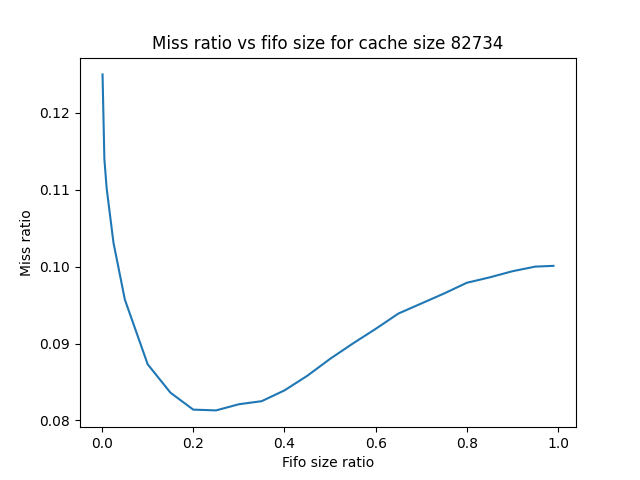 Miss ratio vs fifo size for cache size 82734
0.12
0.11
0.10
0.09
0.08
Miss ratio
0.0 0.2 0.4 0.6 0.8 1.0
Fifo size ratio